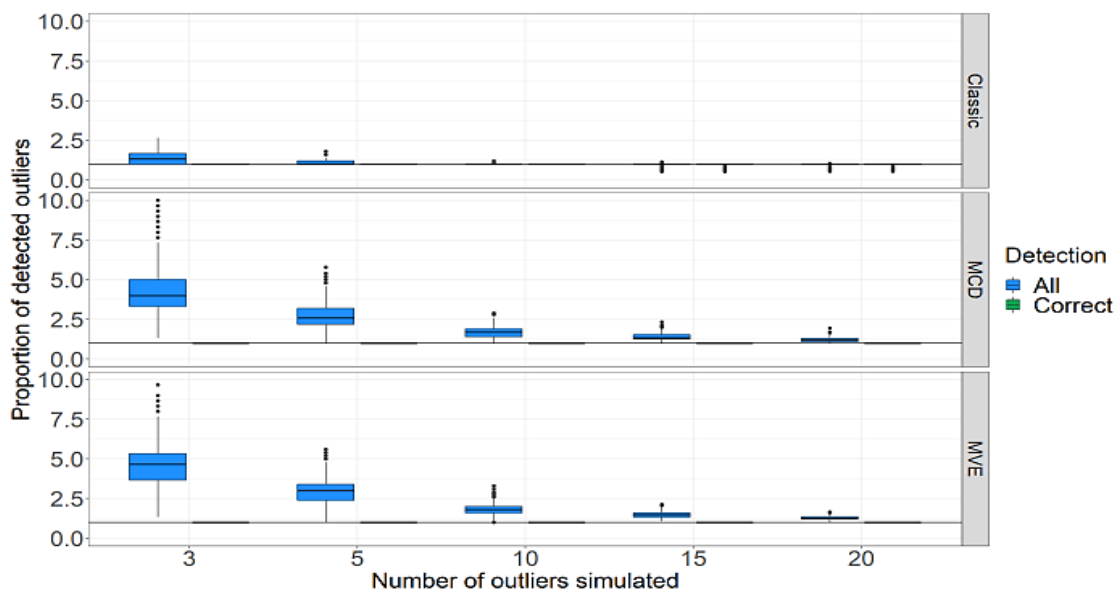 Proportion of detected outliers
10.0
7.5
5.0
2.5
0.0
Classic
10.0
7.5
5.0
2.5
0.0
MCD
10.0
7.5
5.0
2.5
0.0
MVE
3 5 10 15 20
Number of outliers simulated
Detection
All
Correct